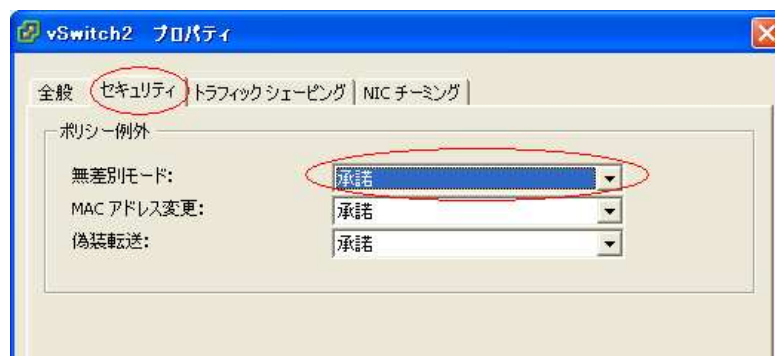 vSwitch2 プロパティ
全般 セキュリティ トラフィック シェーピング NIC チーミング
ポリシー例外
無差別モード: 承諾
MAC アドレス変更: 承諾
偽装転送: 承諾